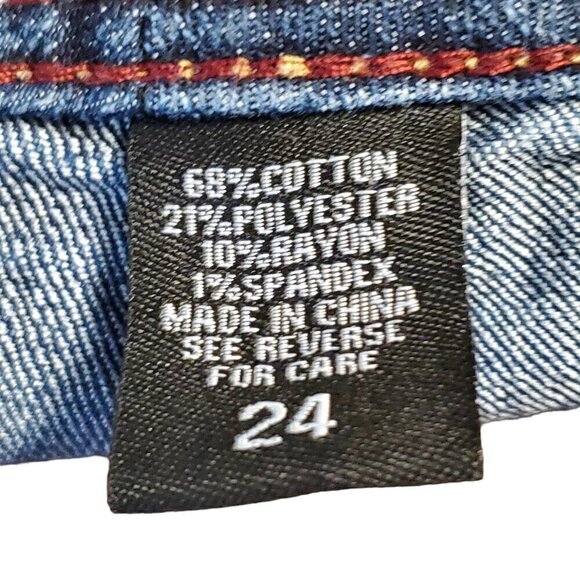 68%COTTON
21%POLYESTER
10%RAYON
1%SPANDEX
MADE IN CHINA
SEE REVERSE
FOR CARE
24